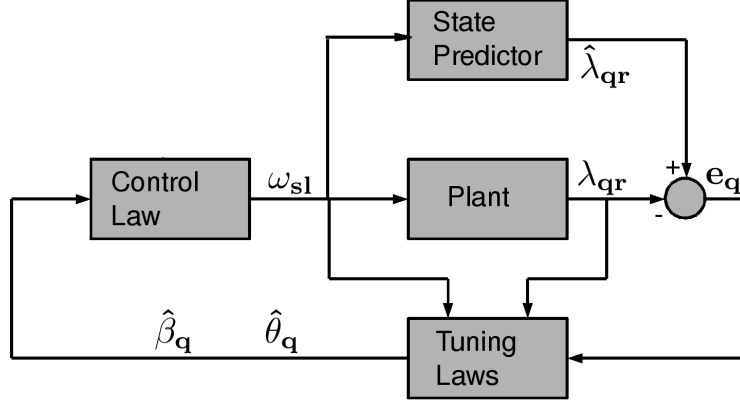 State
Predictor
λ̂qr
Control
Law
ωsl
Plant
λqr
+
-
eq
β̂q
θ̂q
Tuning
Laws